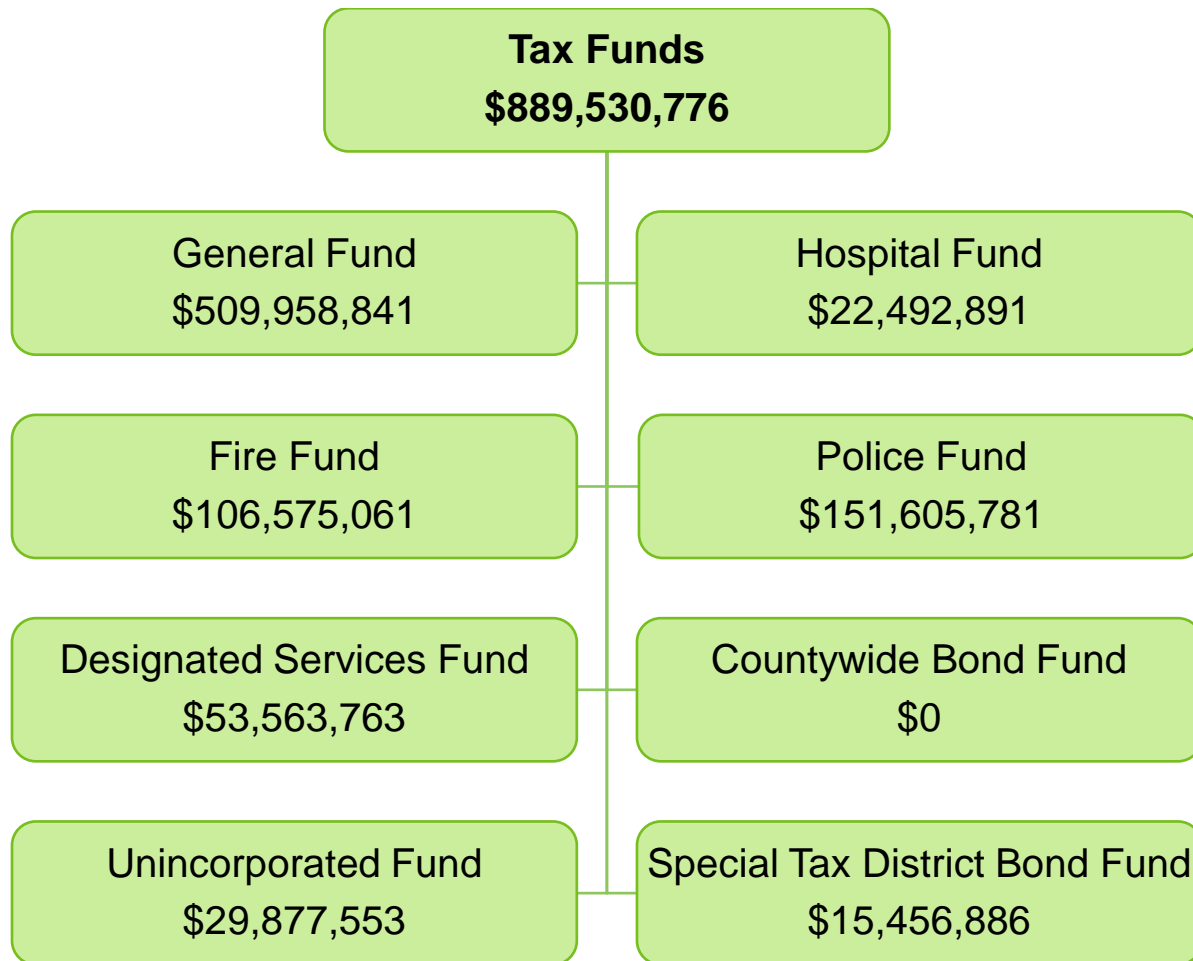 Tax Funds
$889,530,776
General Fund
$509,958,841
Hospital Fund
$22,492,891
Fire Fund
$106,575,061
Police Fund
$151,605,781
Designated Services Fund
$53,563,763
Countywide Bond Fund
$0
Unincorporated Fund
$29,877,553
Special Tax District Bond Fund
$15,456,886